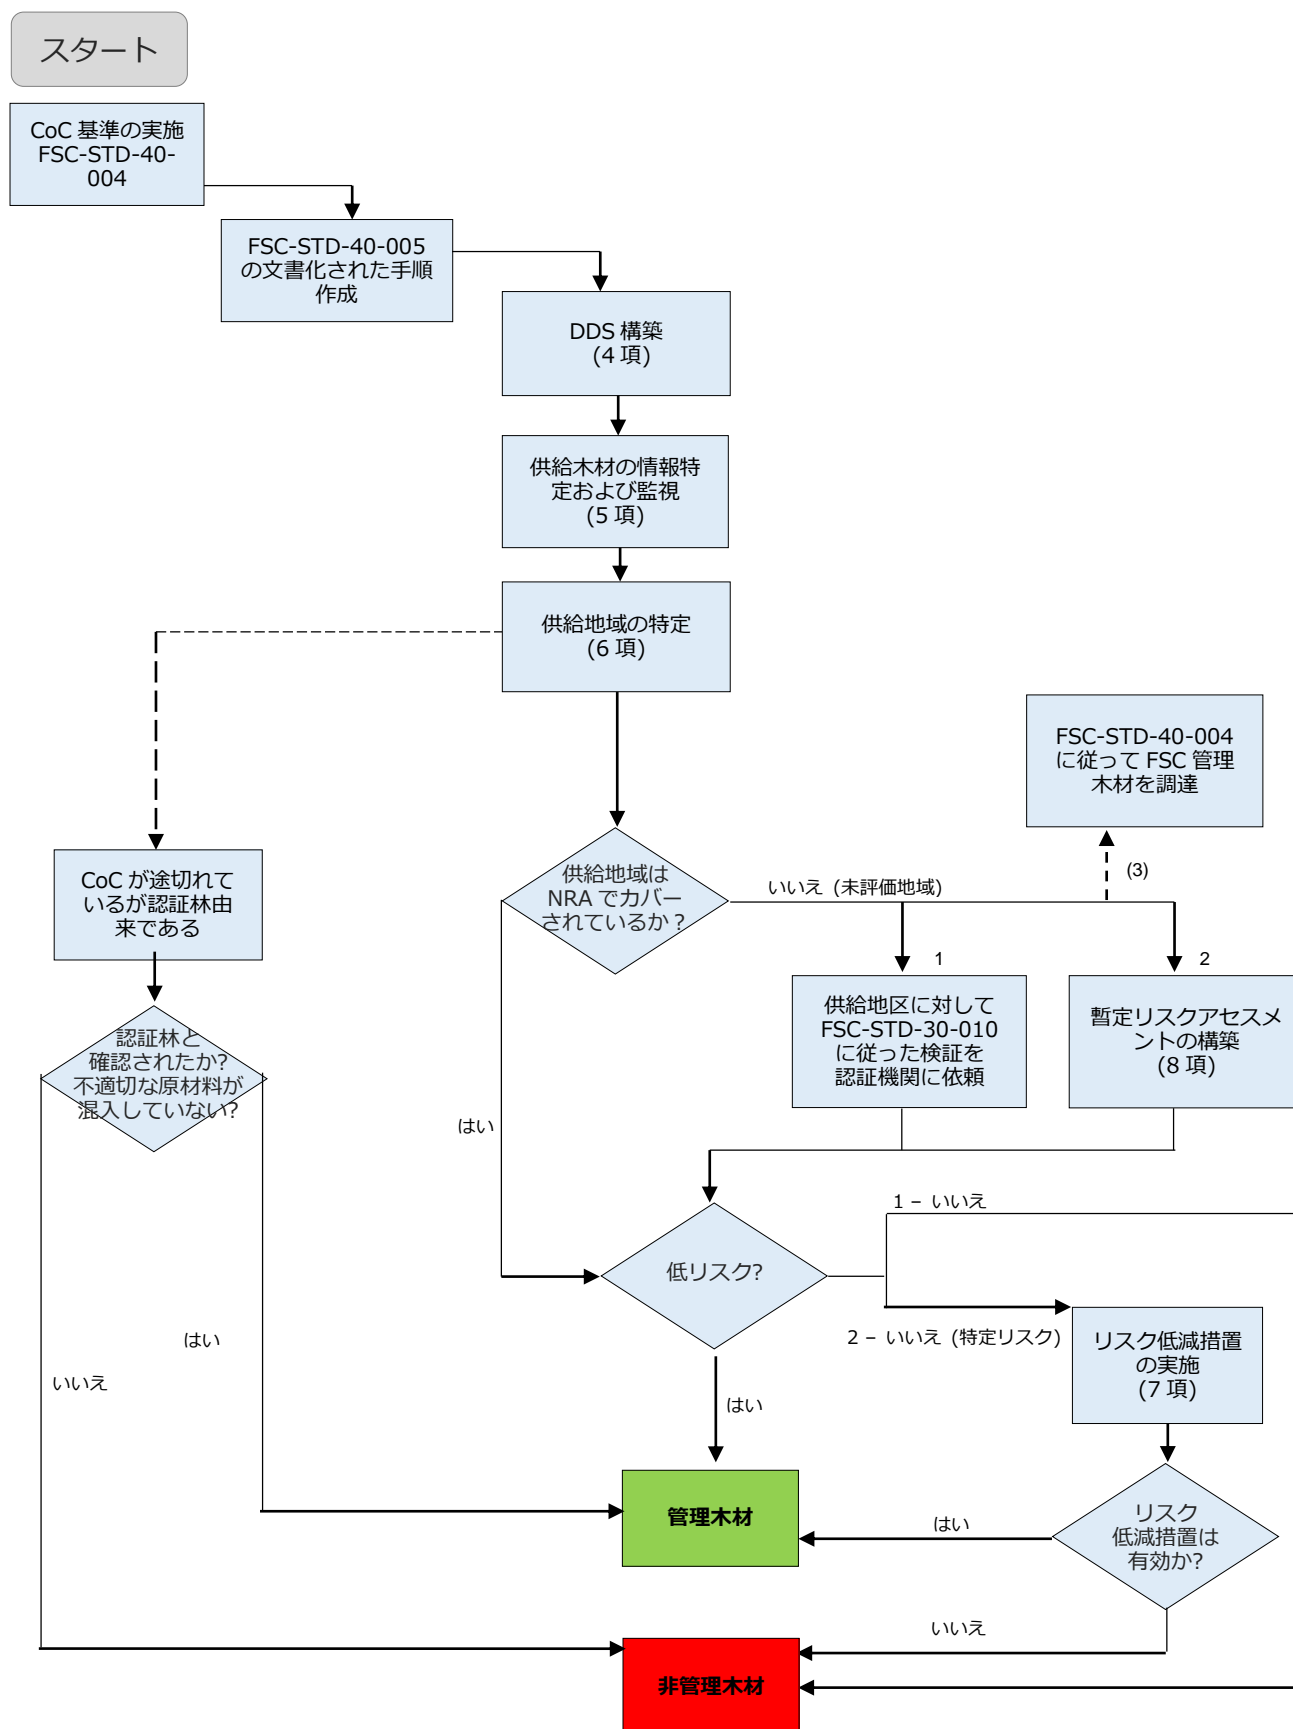 スタート
CoC 基準の実施
FSC-STD-40-
004
FSC-STD-40-005
の文書化された手順
作成
DDS 構築
(4 項)
供給木材の情報特
定および監視
(5 項)
供給地域の特定
(6 項)
FSC-STD-40-004
に従って FSC 管理
木材を調達
(3)
CoC が途切れて
いるが認証林由
来である
供給地域は
NRA でカバー
されているか？
いいえ (未評価地域)
1
2
供給地区に対して
FSC-STD-30-010
に従った検証を
認証機関に依頼
暫定リスクアセスメ
ントの構築
(8 項)
認証林と
確認されたか?
不適切な原材料が
混入していない?
はい
1 – いいえ
低リスク?
2 – いいえ (特定リスク)
リスク低減措置
の実施
(7 項)
はい
いいえ
はい
管理木材
はい
リスク
低減措置は
有効か?
いいえ
非管理木材